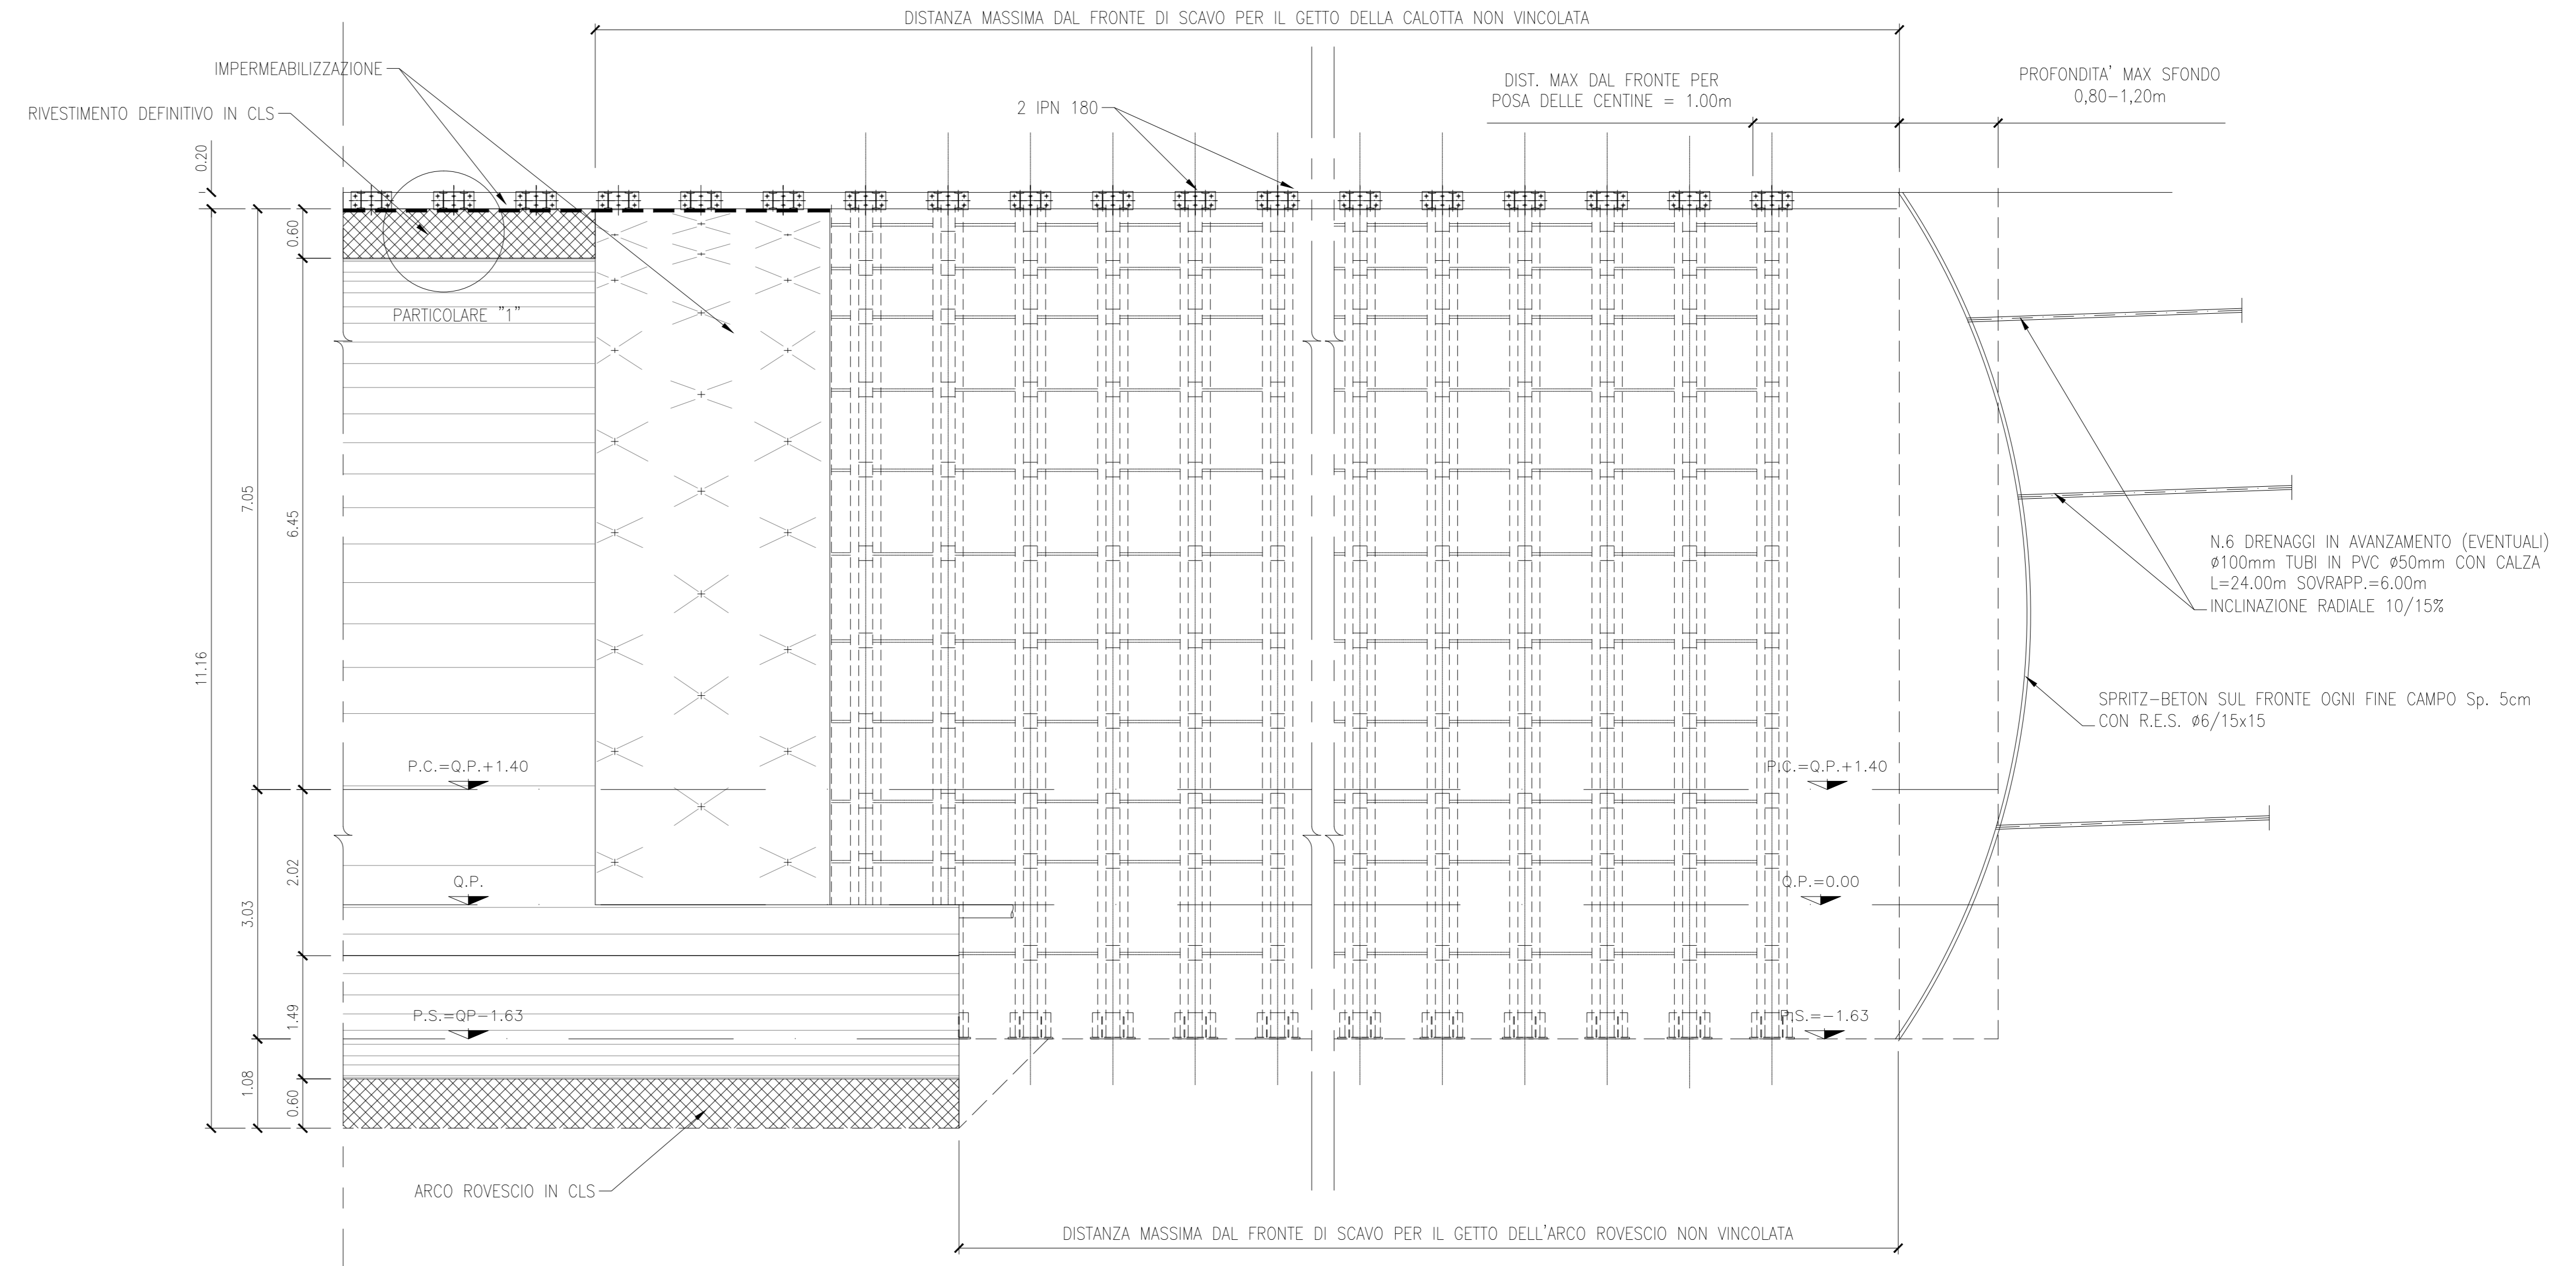 DISTANZA MASSIMA DAL FRONTE DI SCAVO PER IL GETTO DELLA CALOTTA NON VINCOLATA
IMPERMEABILIZZAZIONE
RIVESTIMENTO DEFINITIVO IN CLS
2 IPN 180
DIST. MAX DAL FRONTE PER
POSA DELLE CENTINE = 1.00m
PROFONDITA' MAX SFONDO
0,80-1,20m
0.20
0.60
PARTICOLARE "1"
7.05
6.45
11.16
N.6 DRENAGGI IN AVANZAMENTO (EVENTUALI)
ø100mm TUBI IN PVC ø50mm CON CALZA
L=24.00m SOVRAPP.=6.00m
INCLINAZIONE RADIALE 10/15%
SPRITZ-BETON SUL FRONTE OGNI FINE CAMPO Sp. 5cm
CON R.E.S. ø6/15x15
P.C.=Q.P.+1.40
P.C.=Q.P.+1.40
2.02
3.03
Q.P.
Q.P.=0.00
1.49
P.S.=QP-1.63
P.S.=-1.63
1.08
0.60
ARCO ROVESCIO IN CLS
DISTANZA MASSIMA DAL FRONTE DI SCAVO PER IL GETTO DELL'ARCO ROVESCIO NON VINCOLATA